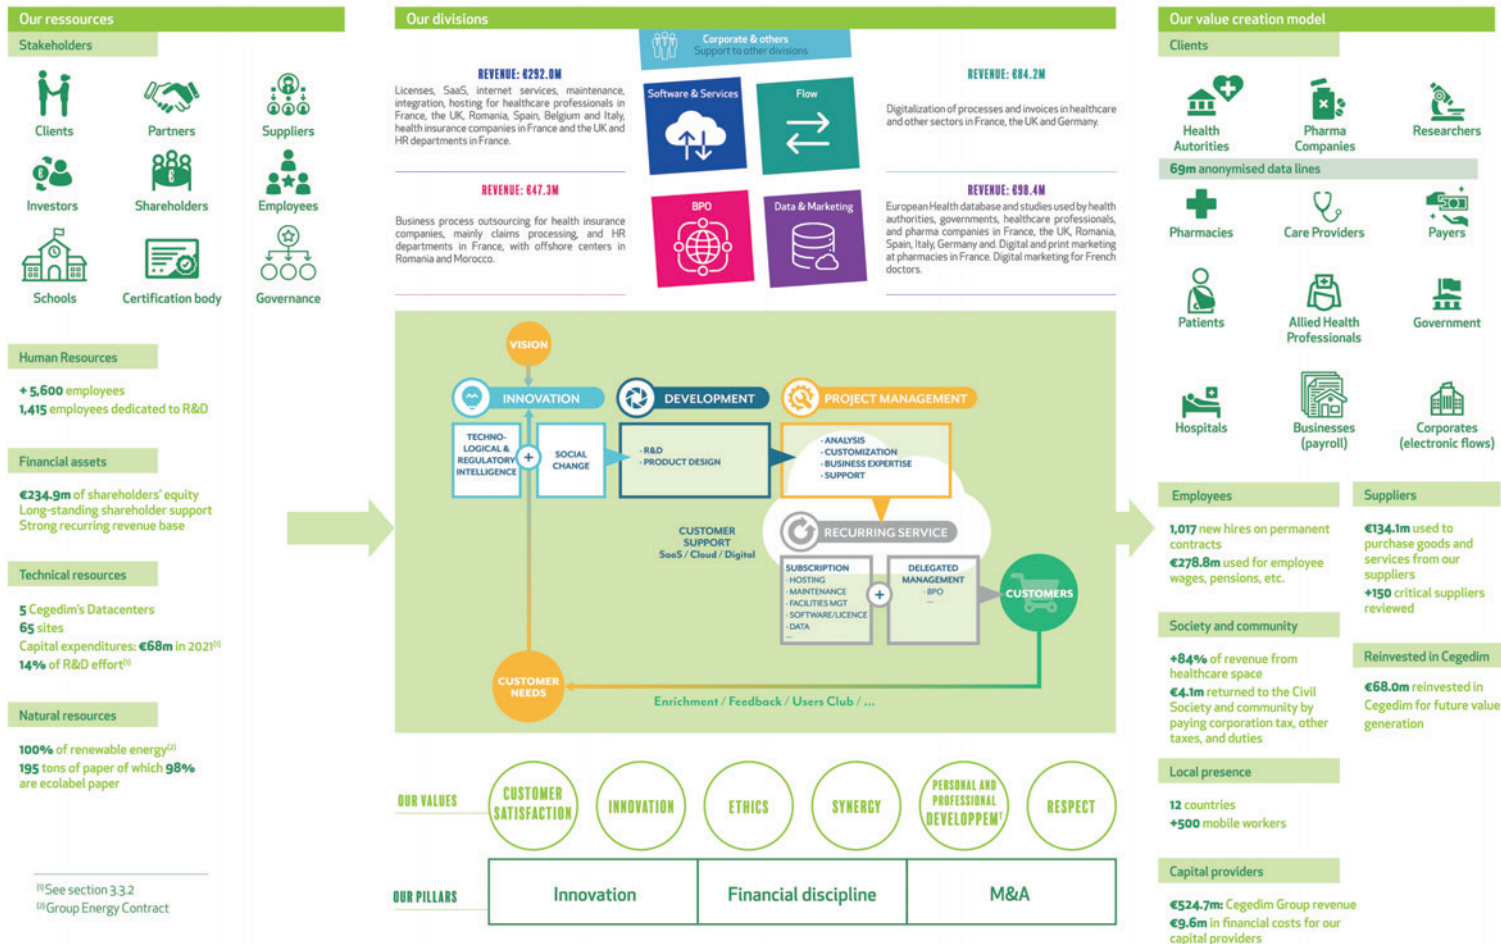 Our ressources
Stakeholders
Clients
Partners
Suppliers
Investors
Shareholders
Employees
Schools
Certification body
Governance
Human Resources
+ 5,600 employees
1,415 employees dedicated to R&D
Financial assets
€234.9m of shareholders' equity
Long-standing shareholder support
Strong recurring revenue base
Technical resources
5 Cegedim's Datacenters
65 sites
Capital expenditures: €68m in 2021(1)
14% of R&D effort(1)
Natural resources
100% of renewable energy(2)
195 tons of paper of which 98%
are ecolabel paper
(1)See section 3.3.2
(2)Group Energy Contract
Our divisions
Corporate & others
Support to other divisions
REVENUE: €292.0M
Licenses, SaaS, internet services, maintenance,
integration, hosting for healthcare professionals in
France, the UK, Romania, Spain, Belgium and Italy,
health insurance companies in France and the UK and
HR departments in France.
Software & Services
Flow
REVENUE: €84.2M
Digitalization of processes and invoices in healthcare
and other sectors in France, the UK and Germany.
REVENUE: €47.3M
Business process outsourcing for health insurance
companies, mainly claims processing, and HR
departments in France, with offshore centers in
Romania and Morocco.
BPO
Data & Marketing
REVENUE: €98.4M
European Health database and studies used by health
authorities, governments, healthcare professionals,
and pharma companies in France, the UK, Romania,
Spain, Italy, Germany and. Digital and print marketing
at pharmacies in France. Digital marketing for French
doctors.
VISION
INNOVATION
DEVELOPMENT
PROJECT MANAGEMENT
TECHNO-
LOGICAL &
REGULATORY
INTELLIGENCE
+
SOCIAL
CHANGE
· R&D
· PRODUCT DESIGN
· ANALYSIS
· CUSTOMIZATION
· BUSINESS EXPERTISE
· SUPPORT
CUSTOMER
SUPPORT
SaaS / Cloud / Digital
RECURRING SERVICE
SUBSCRIPTION
· HOSTING
· MAINTENANCE
· FACILITIES MGT
· SOFTWARE/LICENCE
· DATA
...
+
DELEGATED
MANAGEMENT
· BPO
...
CUSTOMERS
CUSTOMER
NEEDS
Enrichment / Feedback / Users Club / ...
OUR VALUES
CUSTOMER
SATISFACTION
INNOVATION
ETHICS
SYNERGY
PERSONAL AND
PROFESSIONAL
DEVELOPPEMT
RESPECT
OUR PILLARS
Innovation
Financial discipline
M&A
Our value creation model
Clients
Health
Autorities
Pharma
Companies
Researchers
69m anonymised data lines
Pharmacies
Care Providers
Payers
Patients
Allied Health
Professionals
Government
Hospitals
Businesses
(payroll)
Corporates
(electronic flows)
Employees
1,017 new hires on permanent
contracts
€278.8m used for employee
wages, pensions, etc.
Suppliers
€134.1m used to
purchase goods and
services from our
suppliers
+150 critical suppliers
reviewed
Society and community
+84% of revenue from
healthcare space
€4.1m returned to the Civil
Society and community by
paying corporation tax, other
taxes, and duties
Reinvested in Cegedim
€68.0m reinvested in
Cegedim for future value
generation
Local presence
12 countries
+500 mobile workers
Capital providers
€524.7m: Cegedim Group revenue
€9.6m in financial costs for our
capital providers